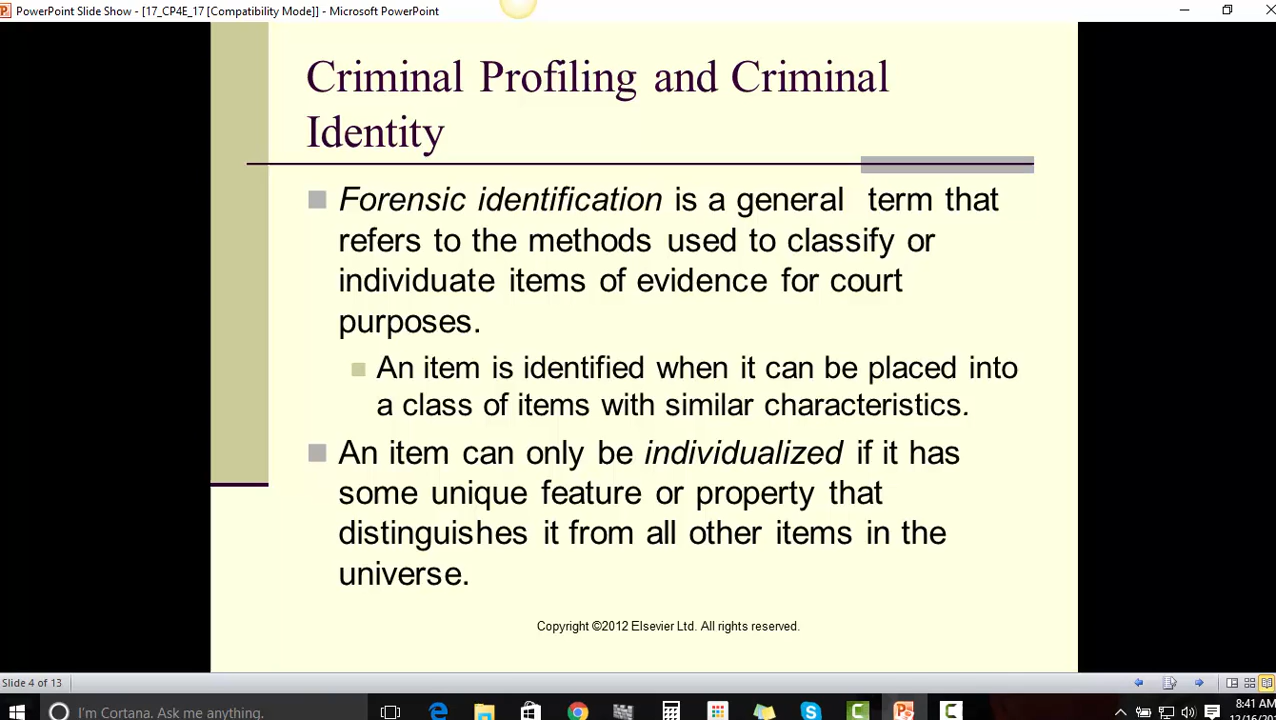 PowerPoint Slide Show - [17_CP4E_17 [Compatibility Mode]] - Microsoft PowerPoint
Criminal Profiling and Criminal
Identity
Forensic identification is a general term that
refers to the methods used to classify or
individuate items of evidence for court
purposes.
An item is identified when it can be placed into
a class of items with similar characteristics.
An item can only be individualized if it has
some unique feature or property that
distinguishes it from all other items in the
universe.
Copyright ©2012 Elsevier Ltd. All rights reserved.
Slide 4 of 13
I'm Cortana. Ask me anything.
8:41 AM